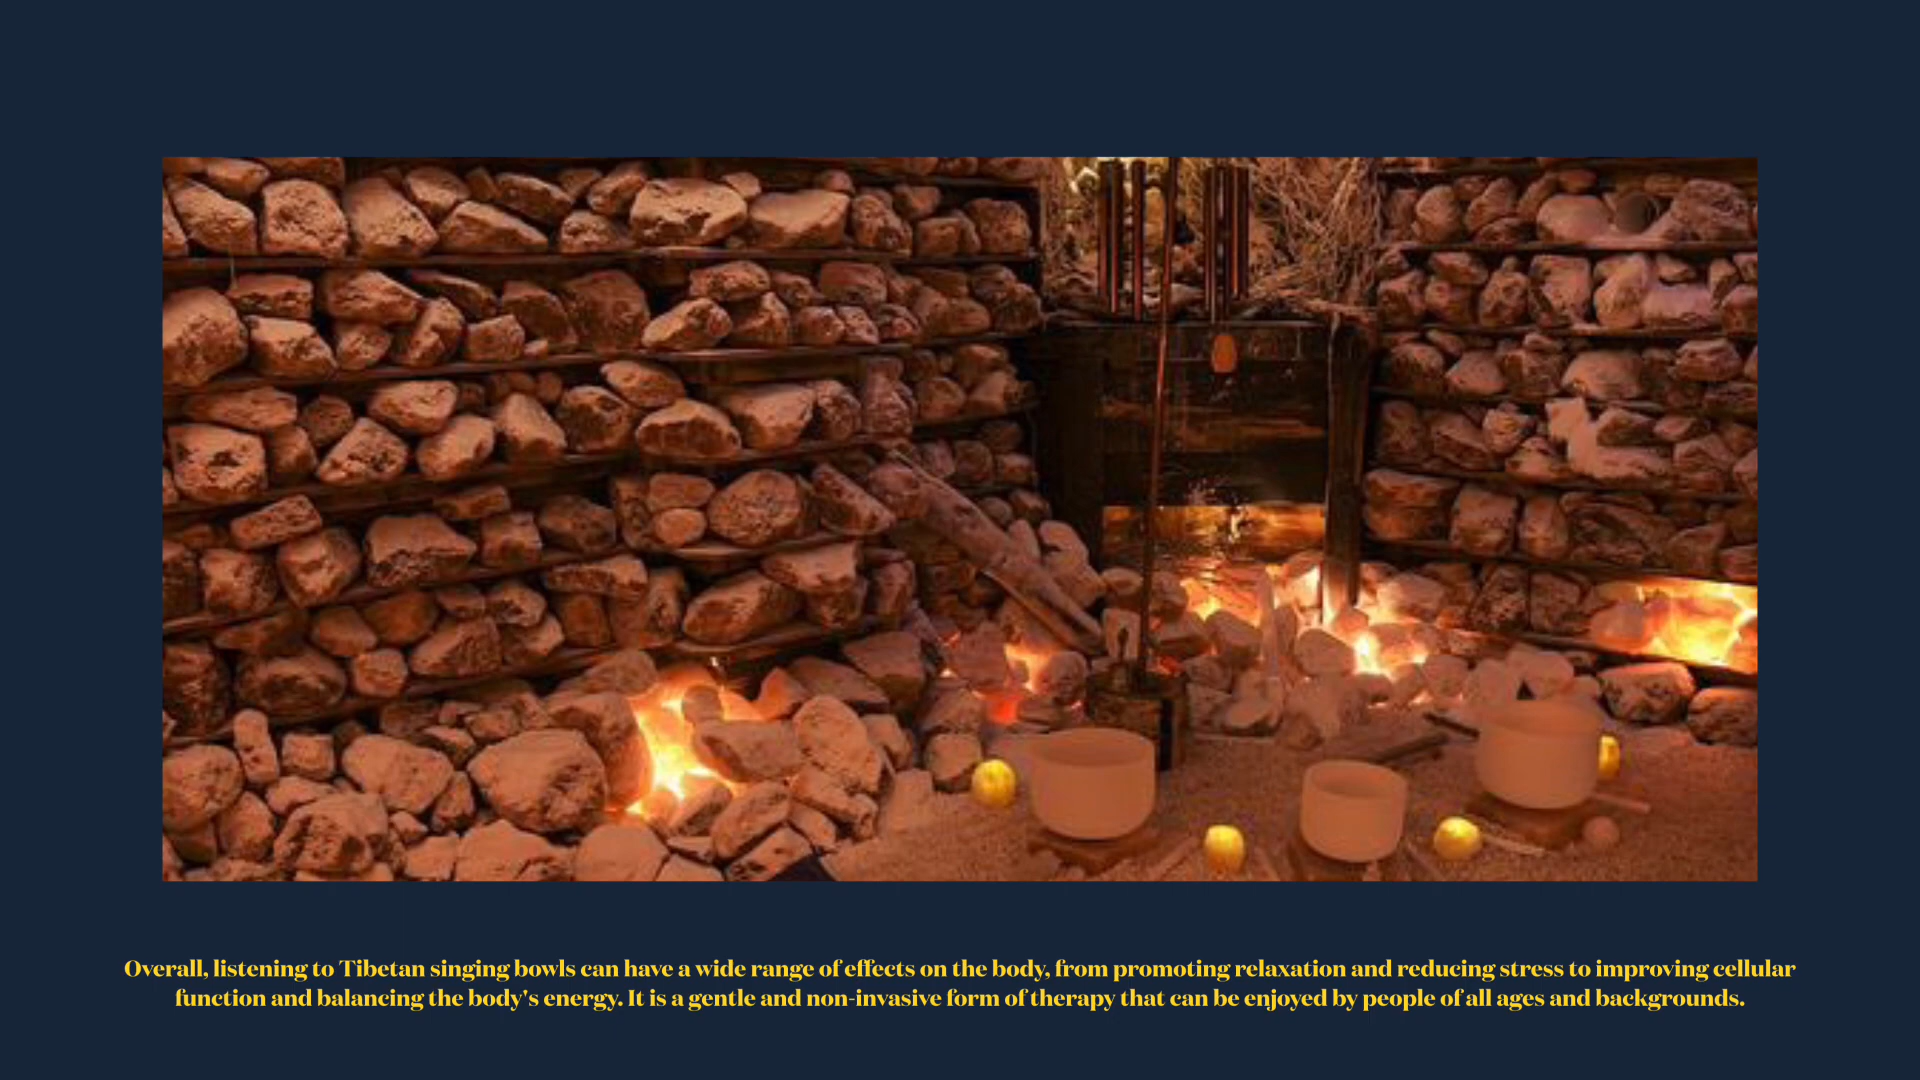 Overall, listening to Tibetan singing bowls can have a wide range of effects on the body, from promoting relaxation and reducing stress to improving cellular
function and balancing the body's energy. It is a gentle and non-invasive form of therapy that can be enjoyed by people of all ages and backgrounds.